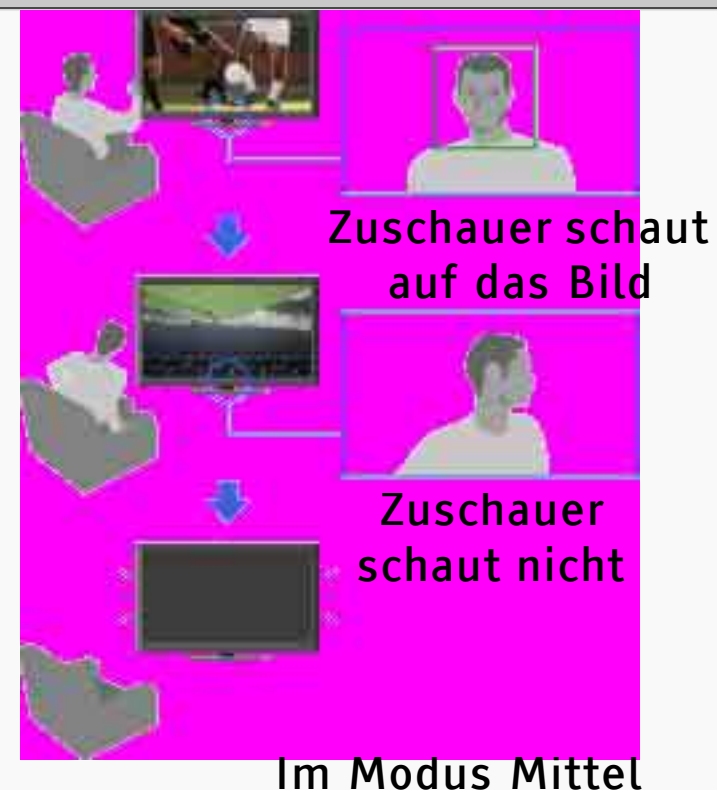 Zuschauer schaut
auf das Bild
Zuschauer
schaut nicht
Im Modus Mittel